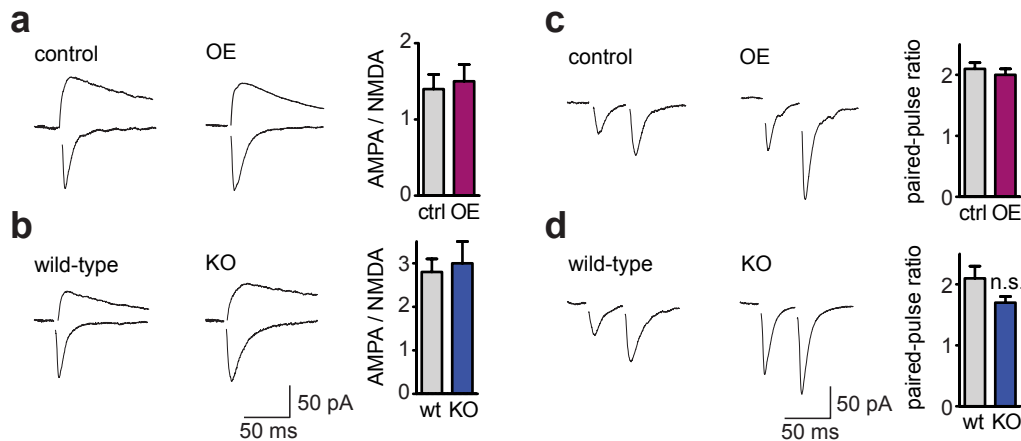 a
control
OE
AMPA / NMDA
2
1
0
ctrl OE
b
wild-type
KO
AMPA / NMDA
3
2
1
0
wt KO
50 pA
50 ms
c
control
OE
paired-pulse ratio
2
1
0
ctrl OE
d
wild-type
KO
paired-pulse ratio
2
1
0
n.s.
wt KO
50 pA
50 ms